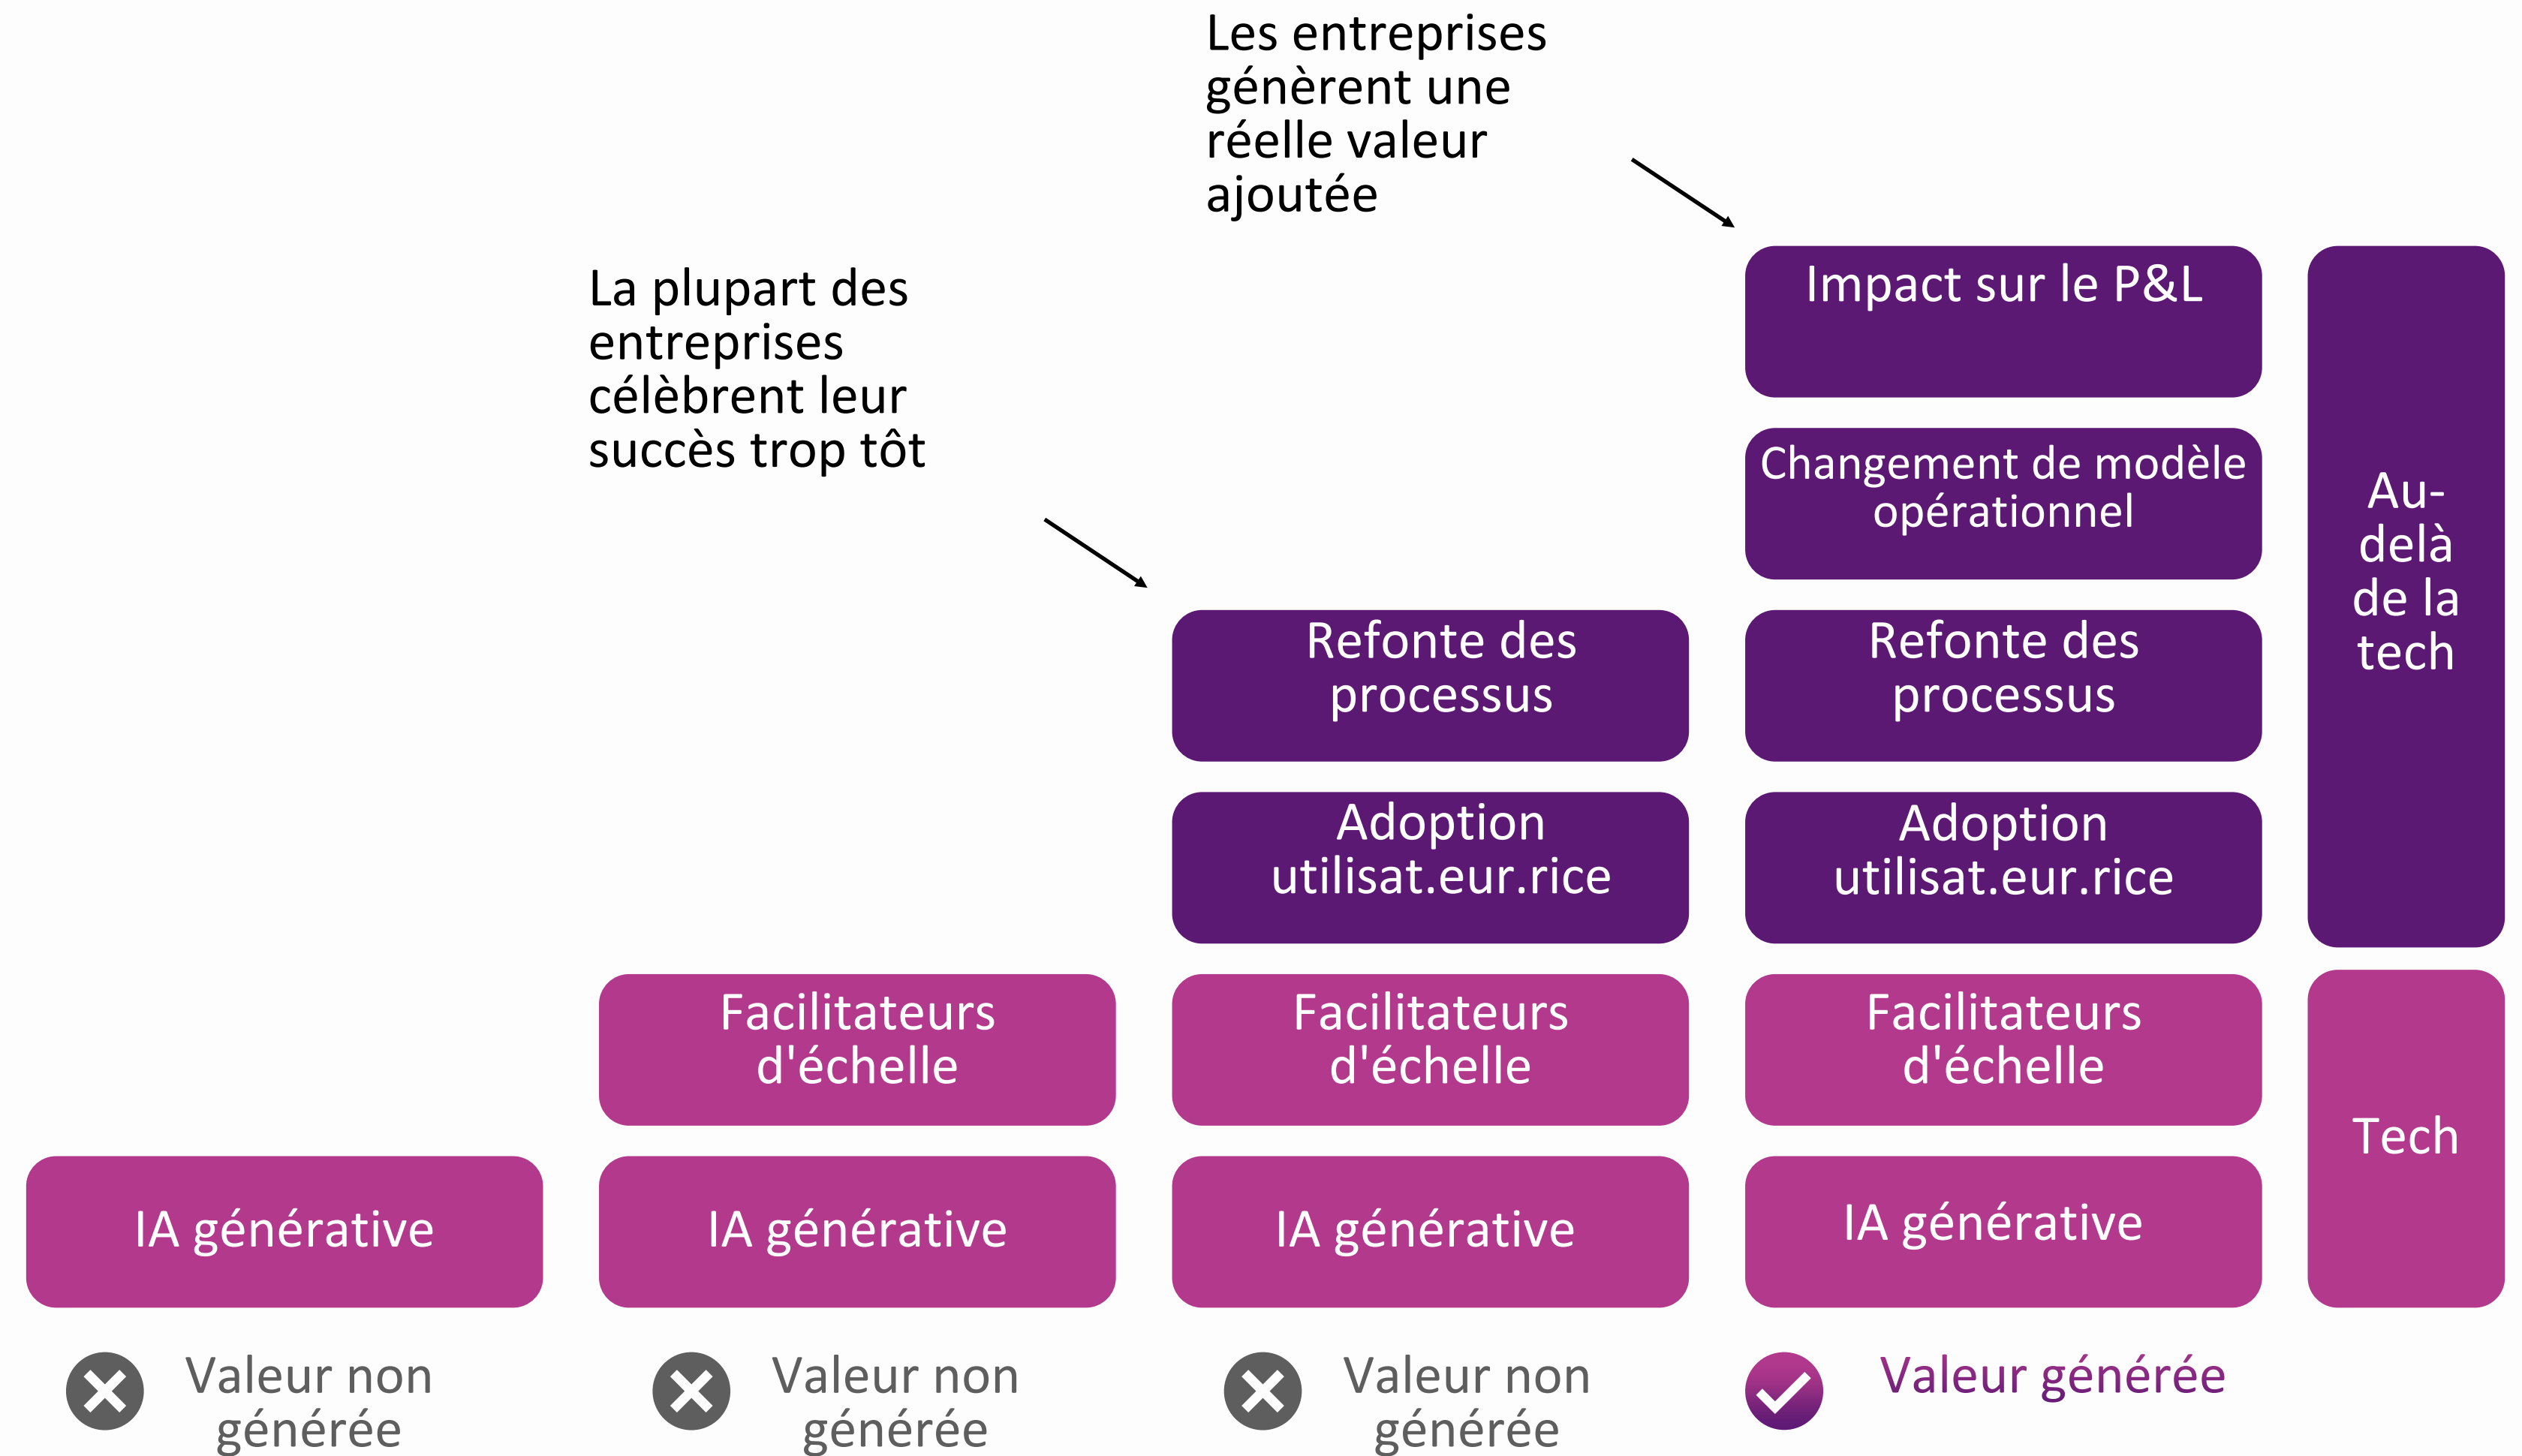 Les entreprises
génèrent une
réelle valeur
ajoutée
La plupart des
entreprises
célèbrent leur
succès trop tôt
Impact sur le P&L
Changement de modèle
opérationnel
Refonte des
processus
Refonte des
processus
Adoption
utilisat.eur.rice
Adoption
utilisat.eur.rice
Au-
delà
de la
tech
Facilitateurs
d'échelle
Facilitateurs
d'échelle
Facilitateurs
d'échelle
IA générative
IA générative
IA générative
IA générative
Tech
Valeur non
générée
Valeur non
générée
Valeur non
générée
Valeur générée